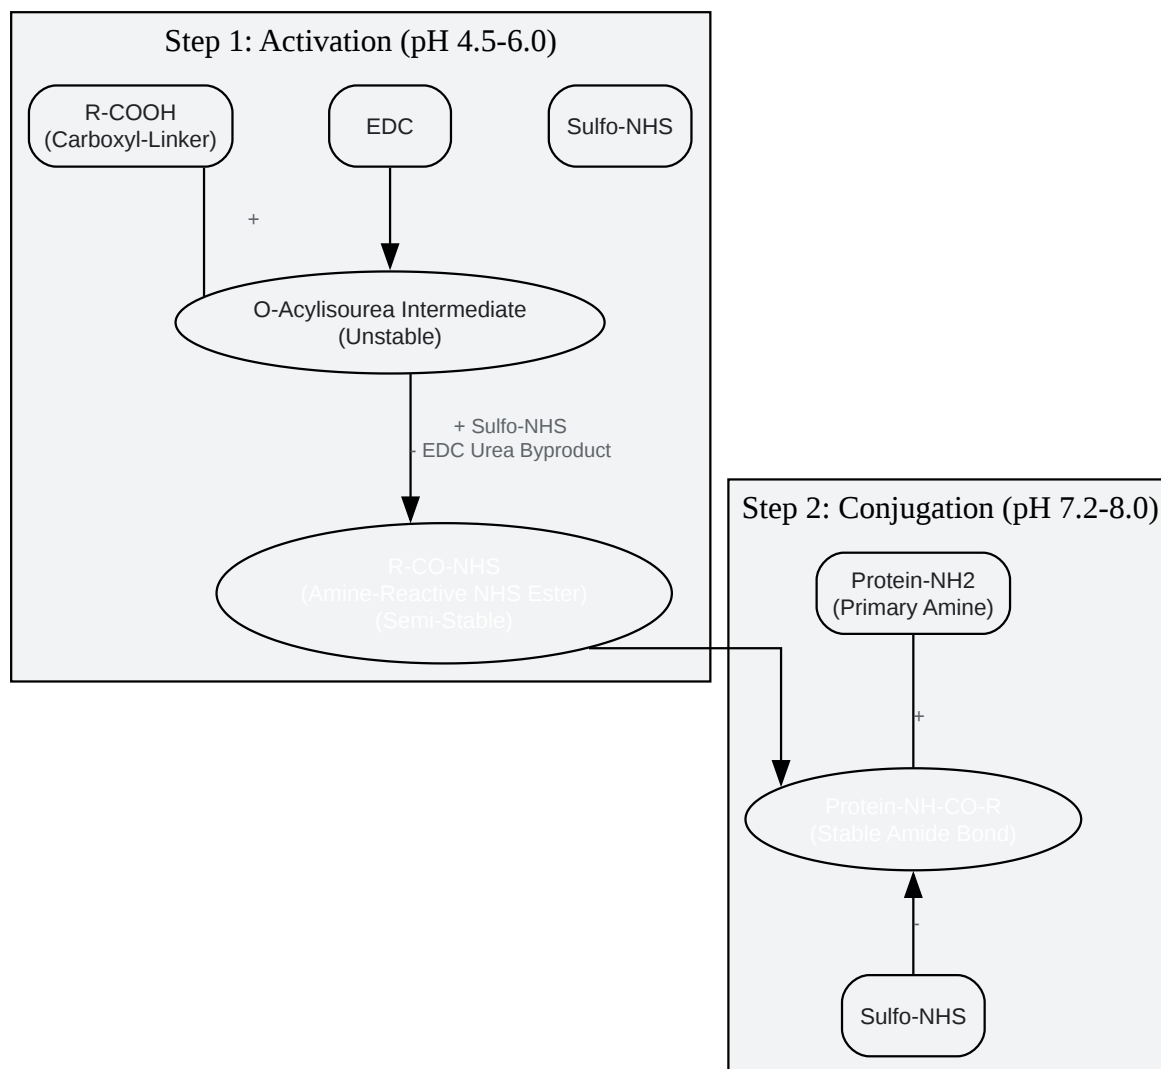 Step 1: Activation (pH 4.5-6.0)
R-COOH
(Carboxyl-Linker)
EDC
Sulfo-NHS
+
O-Acylisourea Intermediate
(Unstable)
+ Sulfo-NHS
- EDC Urea Byproduct
R-CO-NHS
(Amine-Reactive NHS Ester)
(Semi-Stable)
Step 2: Conjugation (pH 7.2-8.0)
Protein-NH2
(Primary Amine)
+
Protein-NH-CO-R
(Stable Amide Bond)
-
Sulfo-NHS